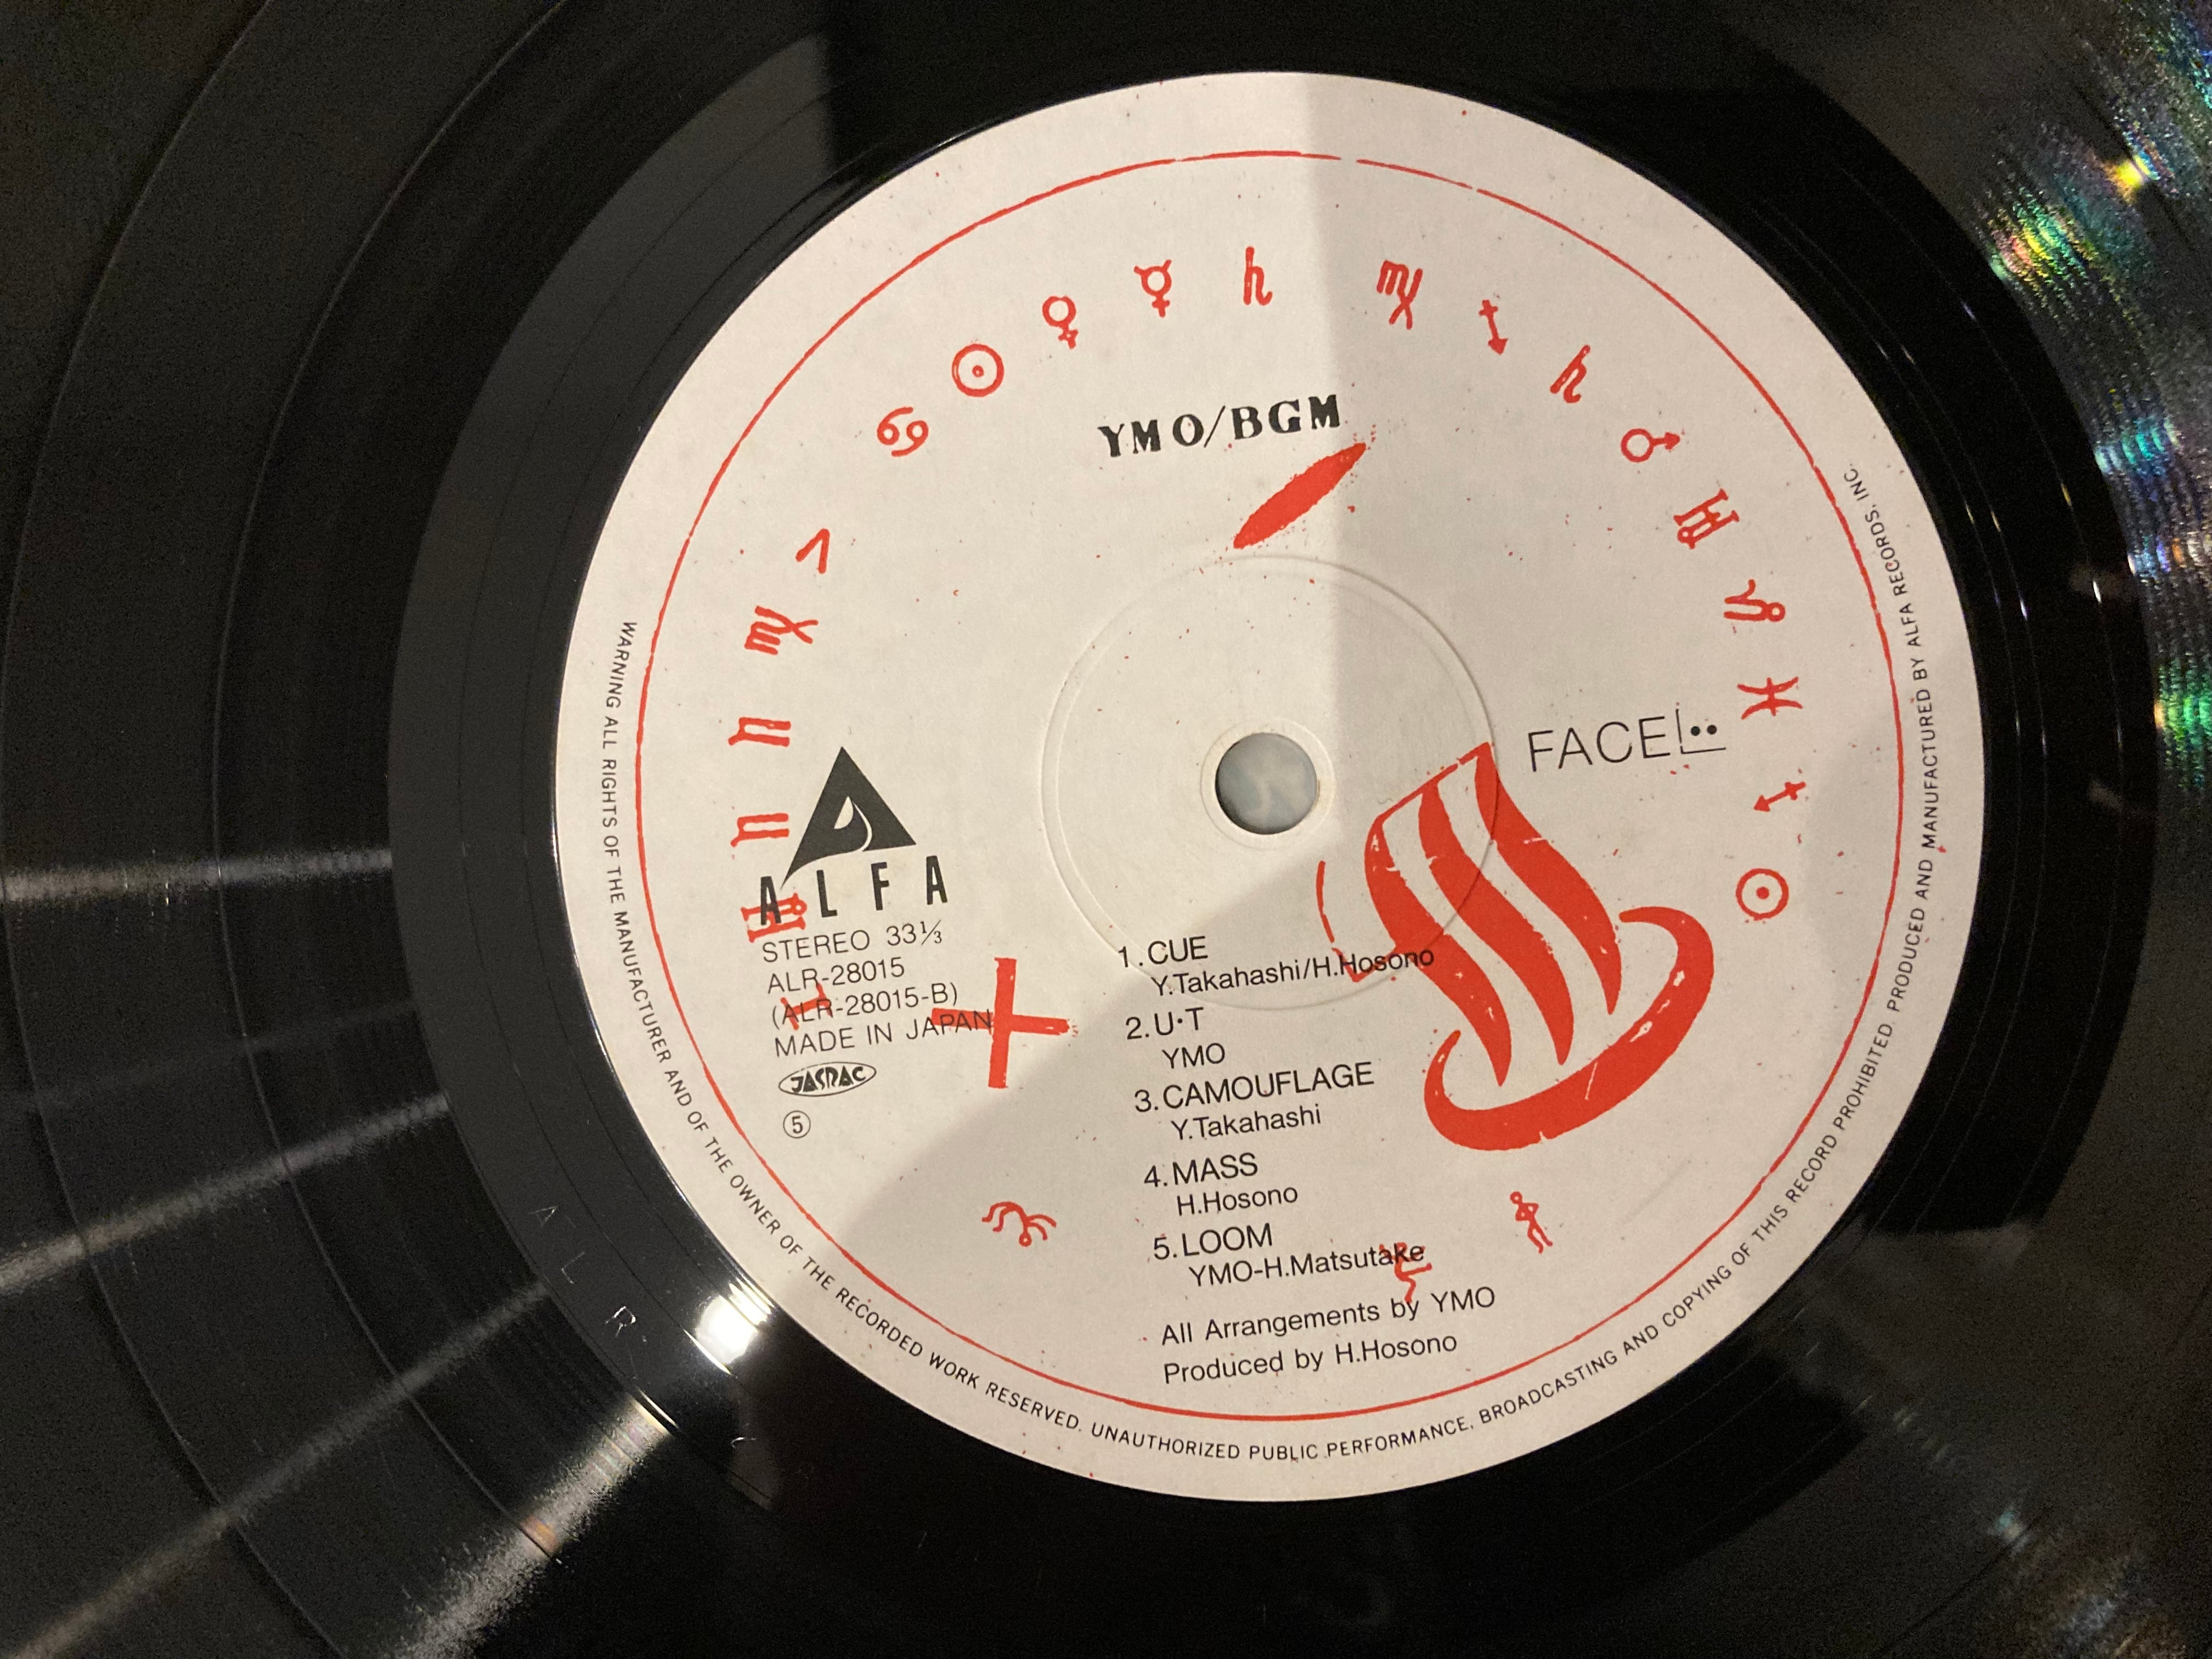 YMO/BGM
FACE
ALFA
STEREO 33⅓
ALR-28015
(ALR-28015-B)
MADE IN JAPAN
JASRAC
⑤
1.CUE
Y.Takahashi/H.Hosono
2.U·T
YMO
3.CAMOUFLAGE
Y.Takahashi
4.MASS
H.Hosono
5.LOOM
YMO-H.Matsutake
All Arrangements by YMO
Produced by H.Hosono
WARNING ALL RIGHTS OF THE MANUFACTURER AND OF THE OWNER OF THE RECORDED WORK RESERVED. UNAUTHORIZED PUBLIC PERFORMANCE, BROADCASTING AND COPYING OF THIS RECORD PROHIBITED. PRODUCED AND MANUFACTURED BY ALFA RECORDS, INC.
ALR